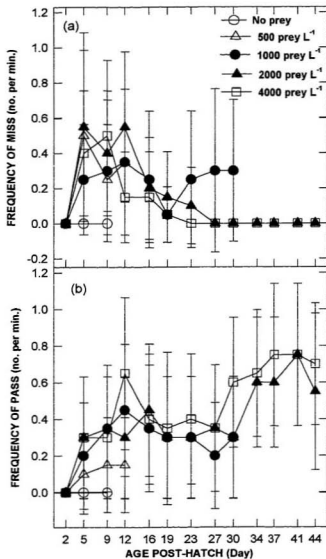 (a)
No prey
500 prey L⁻¹
1000 prey L⁻¹
2000 prey L⁻¹
4000 prey L⁻¹
1.2
1.0
0.8
0.6
0.4
0.2
0.0
-0.2
FREQUENCY OF MISS (no. per min.)
(b)
1.2
1.0
0.8
0.6
0.4
0.2
0.0
FREQUENCY OF PASS (no. per min.)
2 5 9 12 16 19 23 27 30 34 37 41 44
AGE POST-HATCH (Day)